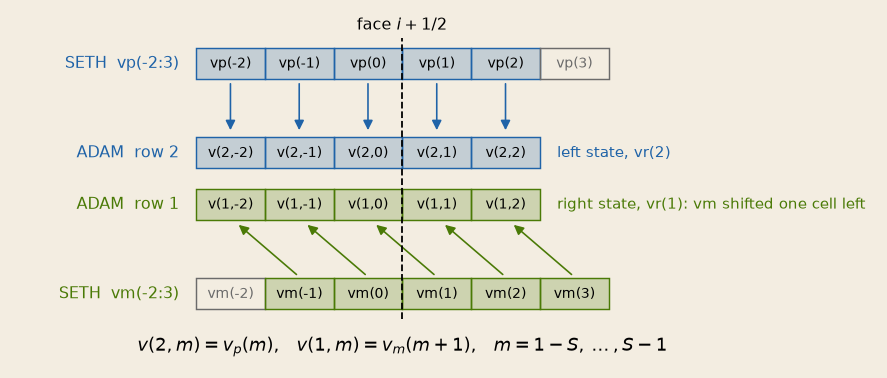 face i + 1/2
SETH vp(-2:3) vp(-2) vp(-1) vp(0) vp(1) vp(2) vp(3)
ADAM row 2 v(2,-2) v(2,-1) v(2,0) v(2,1) v(2,2) left state, vr(2)
ADAM row 1 v(1,-2) v(1,-1) v(1,0) v(1,1) v(1,2) right state, vr(1): vm shifted one cell left
SETH vm(-2:3) vm(-2) vm(-1) vm(0) vm(1) vm(2) vm(3)
v(2, m) = v_p(m), v(1, m) = v_m(m + 1), m = 1 − S, … , S − 1